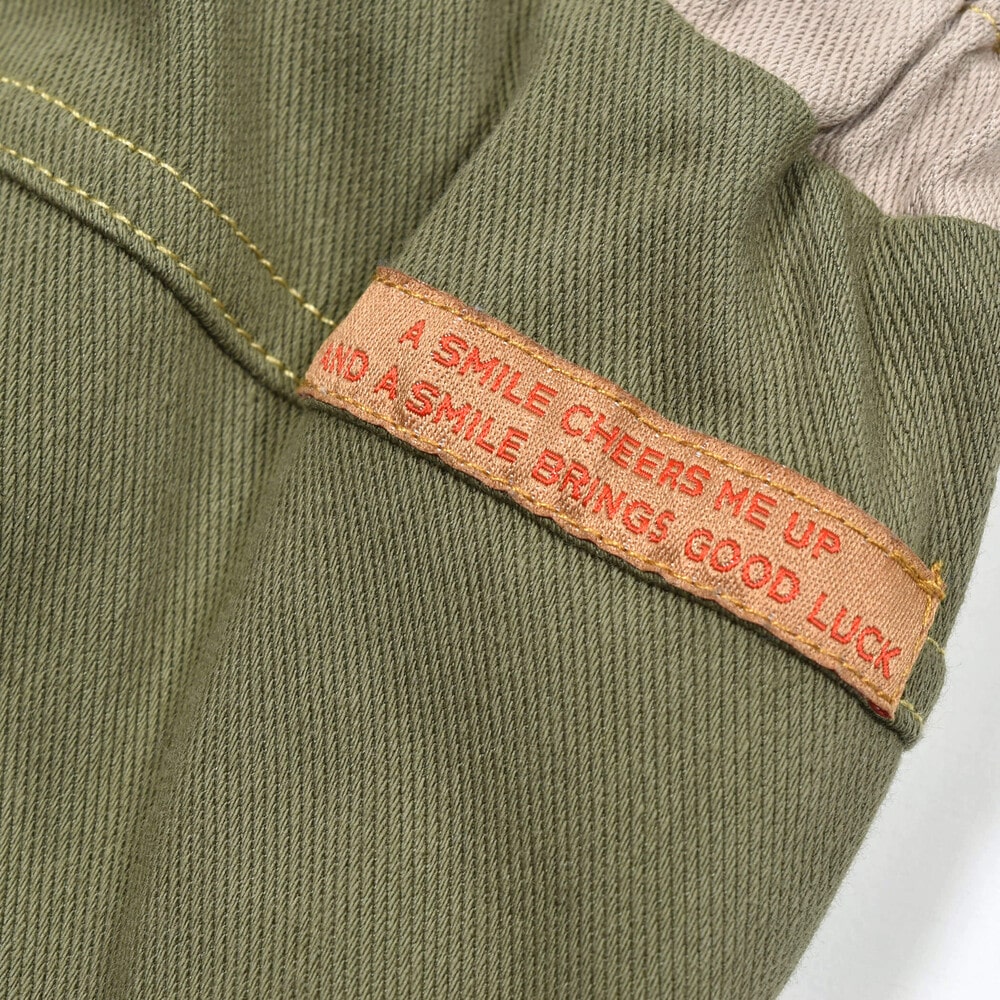 A SMILE CHEERS ME UP
AND A SMILE BRINGS GOOD LUCK